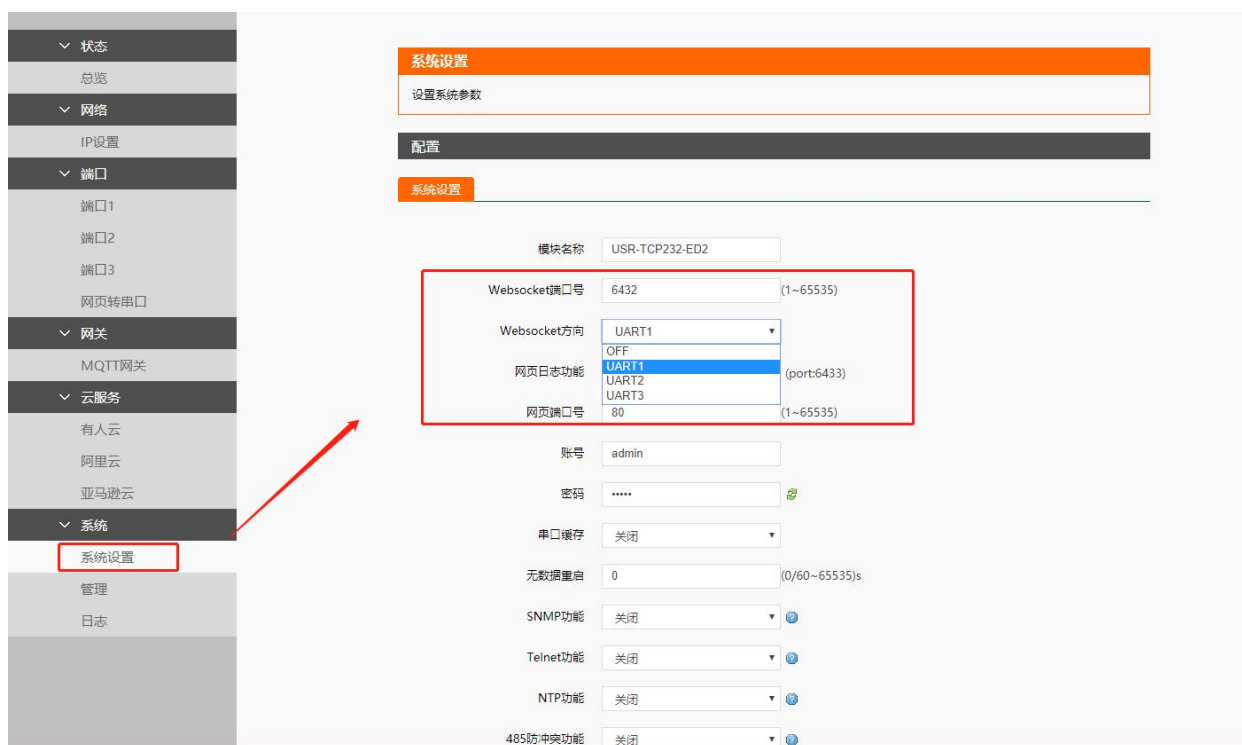 状态
总览
网络
IP设置
端口
端口1
端口2
端口3
网页转串口
网关
MQTT网关
云服务
有人云
阿里云
亚马逊云
系统
系统设置
管理
日志
系统设置
设置系统参数
配置
系统设置
模块名称 USR-TCP232-ED2
Websocket端口号 6432 (1~65535)
Websocket方向 UART1
OFF
UART1
UART2
UART3
网页日志功能 (port:6433)
网页端口号 80 (1~65535)
账号 admin
密码 •••••
串口缓存 关闭
无数据重启 0 (0/60~65535)s
SNMP功能 关闭
Telnet功能 关闭
NTP功能 关闭
485防冲突功能 关闭